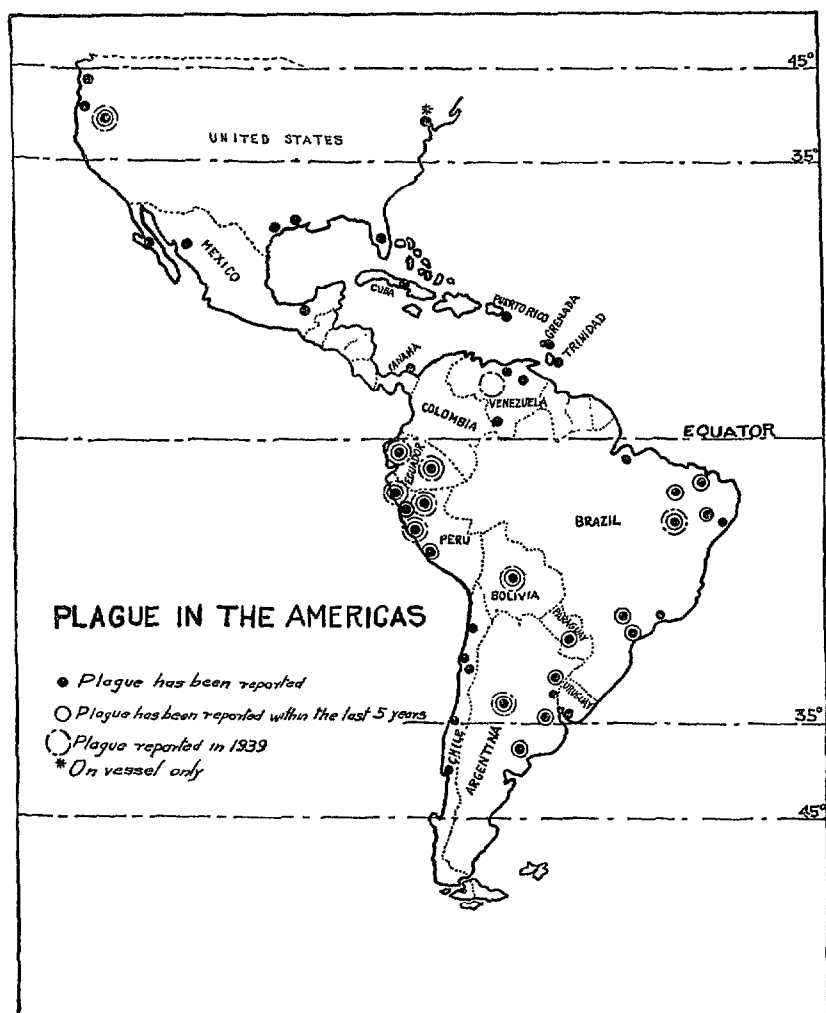 45°
*
UNITED STATES
35°
MEXICO
CUBA
PUERTO RICO
GRENADA
TRINIDAD
PANAMA
VENEZUELA
COLOMBIA
EQUATOR
ECUADOR
BRAZIL
PERU
BOLIVIA
PARAGUAY
PLAGUE IN THE AMERICAS
Plague has been reported
Plague has been reported within the last 5 years
Plague reported in 1939
*On vessel only
URUGUAY
35°
CHILE
ARGENTINA
45°